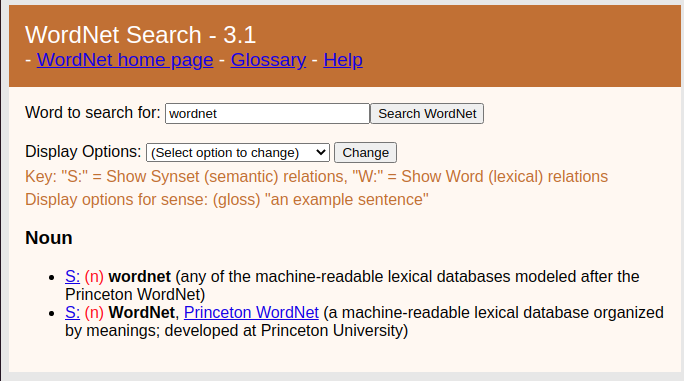 WordNet Search - 3.1
- WordNet home page - Glossary - Help
Word to search for: wordnet Search WordNet
Display Options: (Select option to change) Change
Key: "S:" = Show Synset (semantic) relations, "W:" = Show Word (lexical) relations
Display options for sense: (gloss) "an example sentence"
Noun
• S: (n) wordnet (any of the machine-readable lexical databases modeled after the
Princeton WordNet)
• S: (n) WordNet, Princeton WordNet (a machine-readable lexical database organized
by meanings; developed at Princeton University)